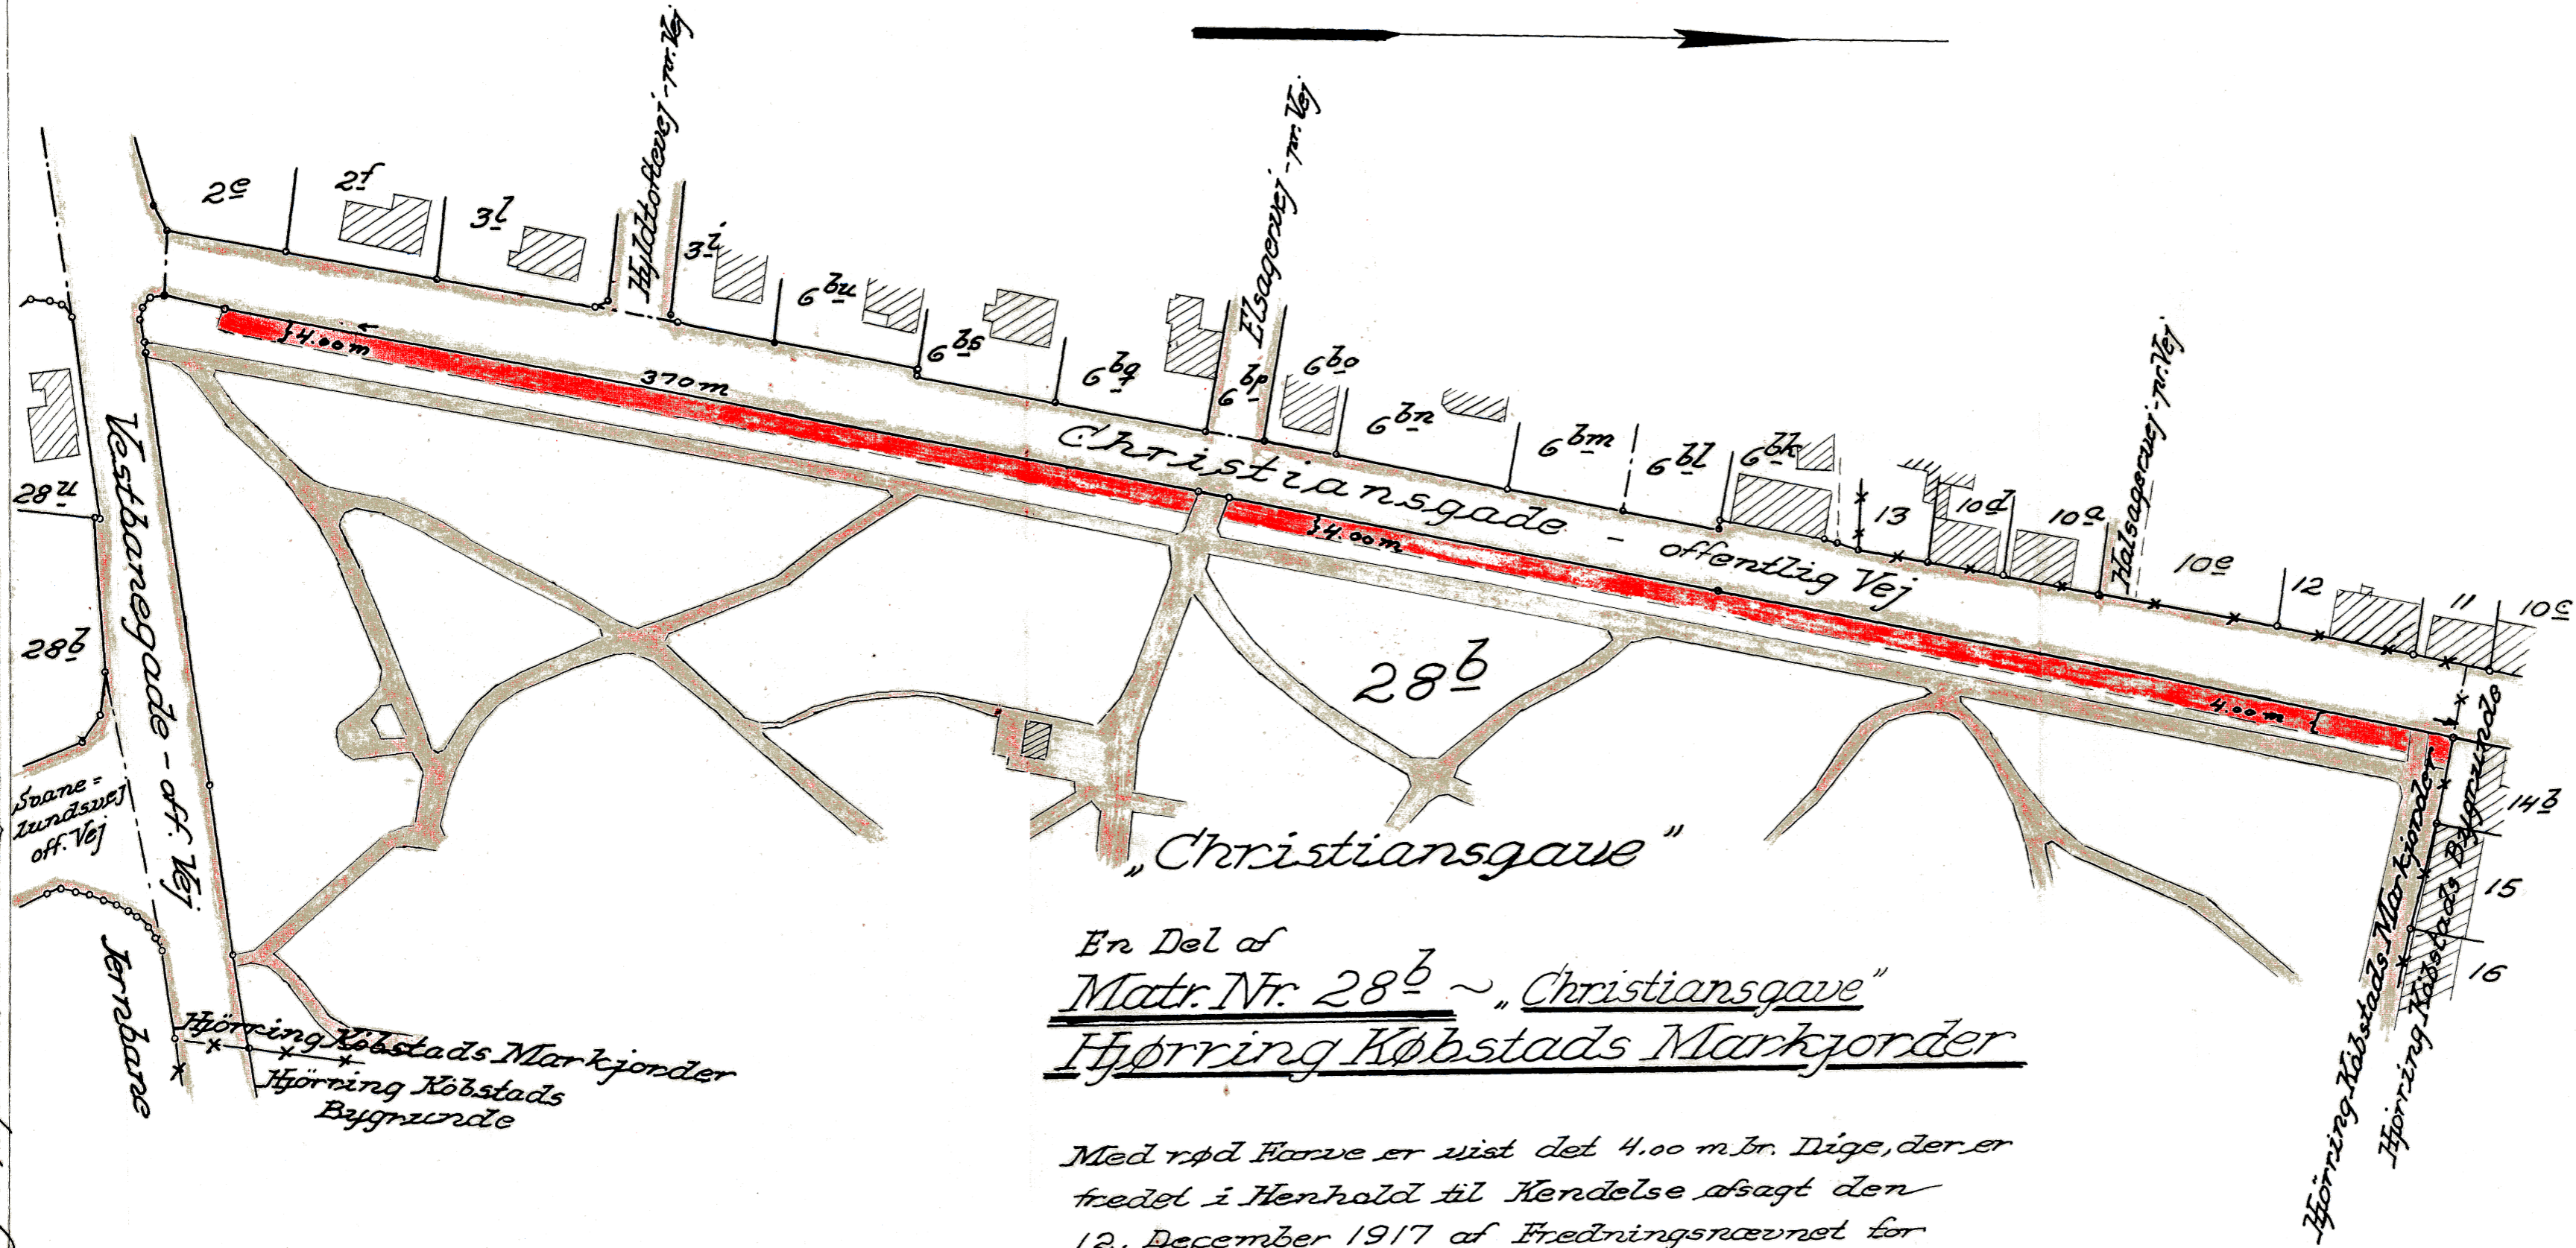 Hyldtoftevej - pr. Vej
Elsagervej - pr. Vej
Halsagervej - pr. Vej
2e
2f
3l
3i
6bu
6bs
6bq
6bp
6bo
6bn
6bm
6bl
6bk
13
10d
10a
10e
12
11
10c
4.00 m
370 m
Christiansgade - offentlig Vej
4.00 m
4.00 m
28u
28b
Vestbanegade - off. Vej
Svane=
lundsvej
off. Vej
Jernbane
28b
„Christiansgave”
14b
15
16
Hjörring Köbstads Markjorder
Hjörring Köbstads Bygrunde
Hjörring Köbstads Markjorder
Hjörring Köbstads
Bygrunde
En Del af
Matr. Nr. 28b ~ „Christiansgave”
Hjørring Købstads Markjorder
Med rød Farve er vist det 4.00 m br. Dige, der er
fredet i Henhold til Kendelse afsagt den
12. December 1917 af Fredningsnævnet for